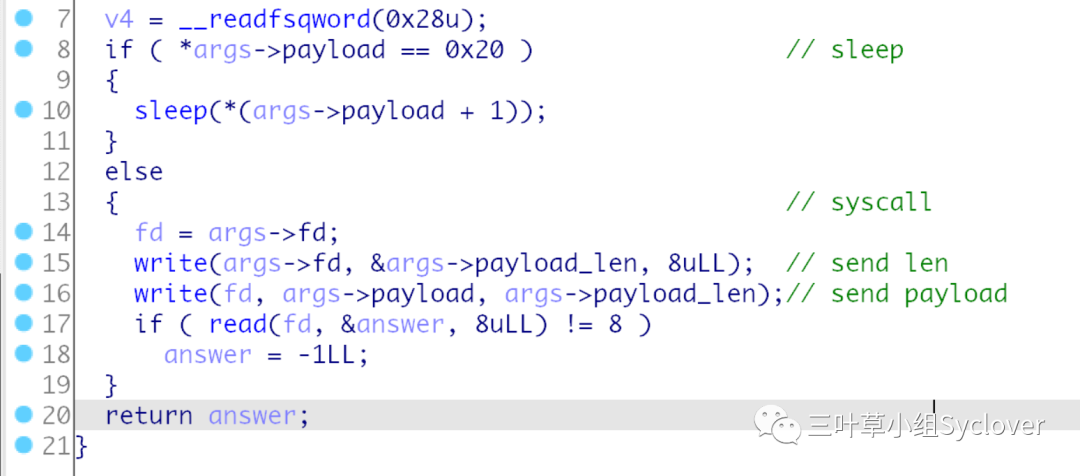 7 v4 = __readfsqword(0x28u);
8 if ( *args->payload == 0x20 ) // sleep
9 {
10 sleep(*(args->payload + 1));
11 }
12 else
13 { // syscall
14 fd = args->fd;
15 write(args->fd, &args->payload_len, 8uLL); // send len
16 write(fd, args->payload, args->payload_len);// send payload
17 if ( read(fd, &answer, 8uLL) != 8 )
18 answer = -1LL;
19 }
20 return answer;
21 }
三叶草小组Syclover